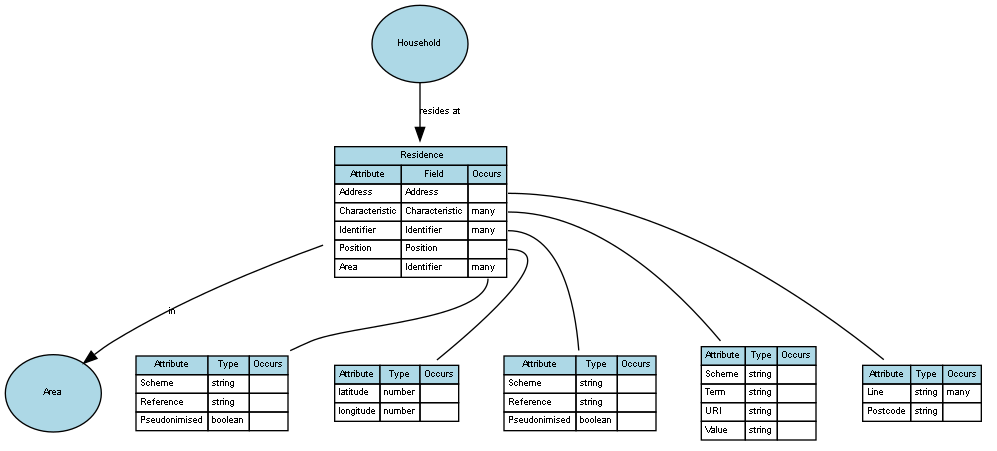 Household
resides at
Residence
Attribute Field Occurs
Address Address
Characteristic Characteristic many
Identifier Identifier many
Position Position
Area Identifier many
in
Area
Attribute Type Occurs
Scheme string
Reference string
Pseudonimised boolean
Attribute Type Occurs
latitude number
longitude number
Attribute Type Occurs
Scheme string
Reference string
Pseudonimised boolean
Attribute Type Occurs
Scheme string
Term string
URI string
Value string
Attribute Type Occurs
Line string many
Postcode string